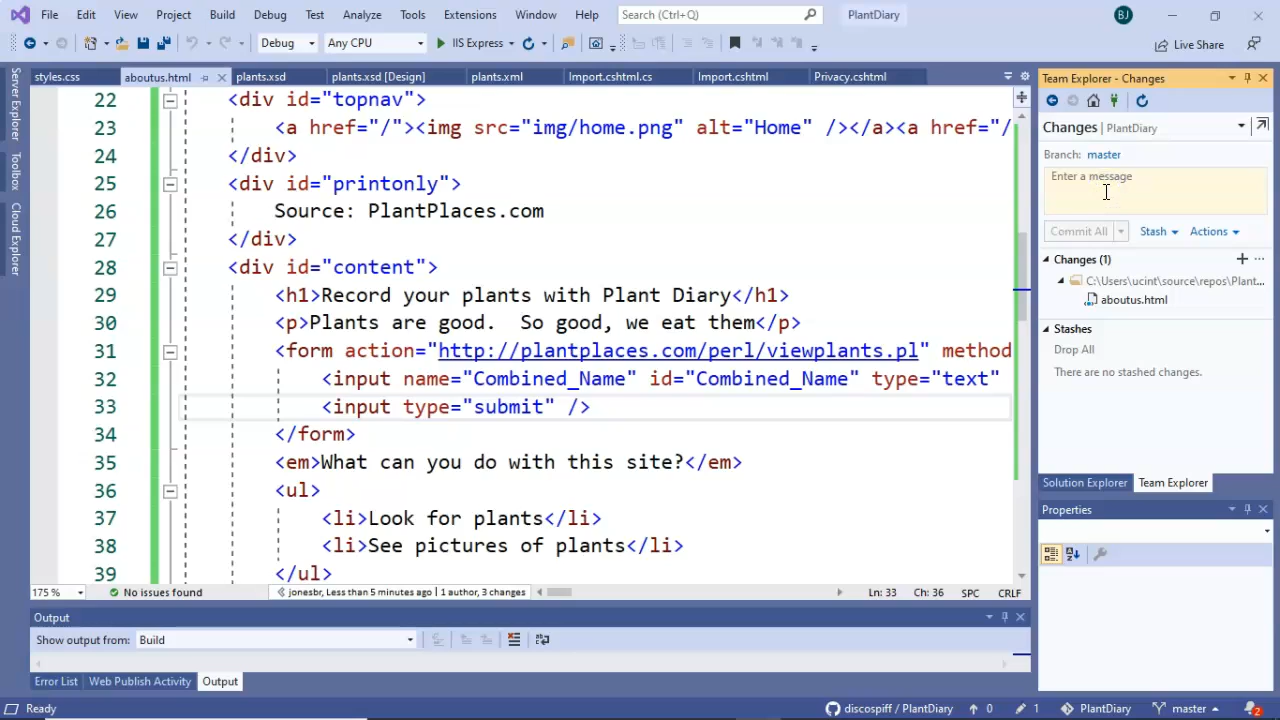 File Edit View Project Build Debug Test Analyze Tools Extensions Window Help Search (Ctrl+Q) PlantDiary BJ
Debug Any CPU IIS Express Live Share
styles.css aboutus.html plants.xsd plants.xsd [Design] plants.xml Import.cshtml.cs Import.cshtml Privacy.cshtml
Server Explorer
Toolbox
Cloud Explorer
22 <div id="topnav">
23 <a href="/"><img src="img/home.png" alt="Home" /></a><a href="/
24 </div>
25 <div id="printonly">
26 Source: PlantPlaces.com
27 </div>
28 <div id="content">
29 <h1>Record your plants with Plant Diary</h1>
30 <p>Plants are good.  So good, we eat them</p>
31 <form action="http://plantplaces.com/perl/viewplants.pl" method
32 <input name="Combined_Name" id="Combined_Name" type="text"
33 <input type="submit" />
34 </form>
35 <em>What can you do with this site?</em>
36 <ul>
37 <li>Look for plants</li>
38 <li>See pictures of plants</li>
39 </ul>
175 % No issues found jonesbr, Less than 5 minutes ago | 1 author, 3 changes Ln: 33 Ch: 36 SPC CRLF
Output
Show output from: Build
Error List Web Publish Activity Output
Team Explorer - Changes
Changes | PlantDiary
Branch: master
Enter a message
Commit All Stash Actions
Changes (1)
C:\Users\ucint\source\repos\Plant...
aboutus.html
Stashes
Drop All
There are no stashed changes.
Solution Explorer Team Explorer
Properties
Ready discospiff / PlantDiary 0 1 PlantDiary master 2